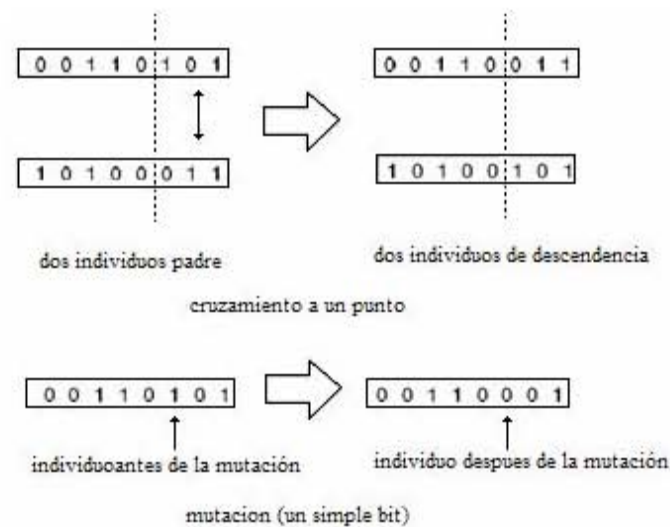 0 0 1 1 0 1 0 1
0 0 1 1 0 0 1 1
1 0 1 0 0 0 1 1
1 0 1 0 0 1 0 1
dos individuos padre
dos individuos de descendencia
cruzamiento a un punto
0 0 1 1 0 1 0 1
0 0 1 1 0 0 0 1
individuoantes de la mutación
individuo despues de la mutación
mutacion (un simple bit)